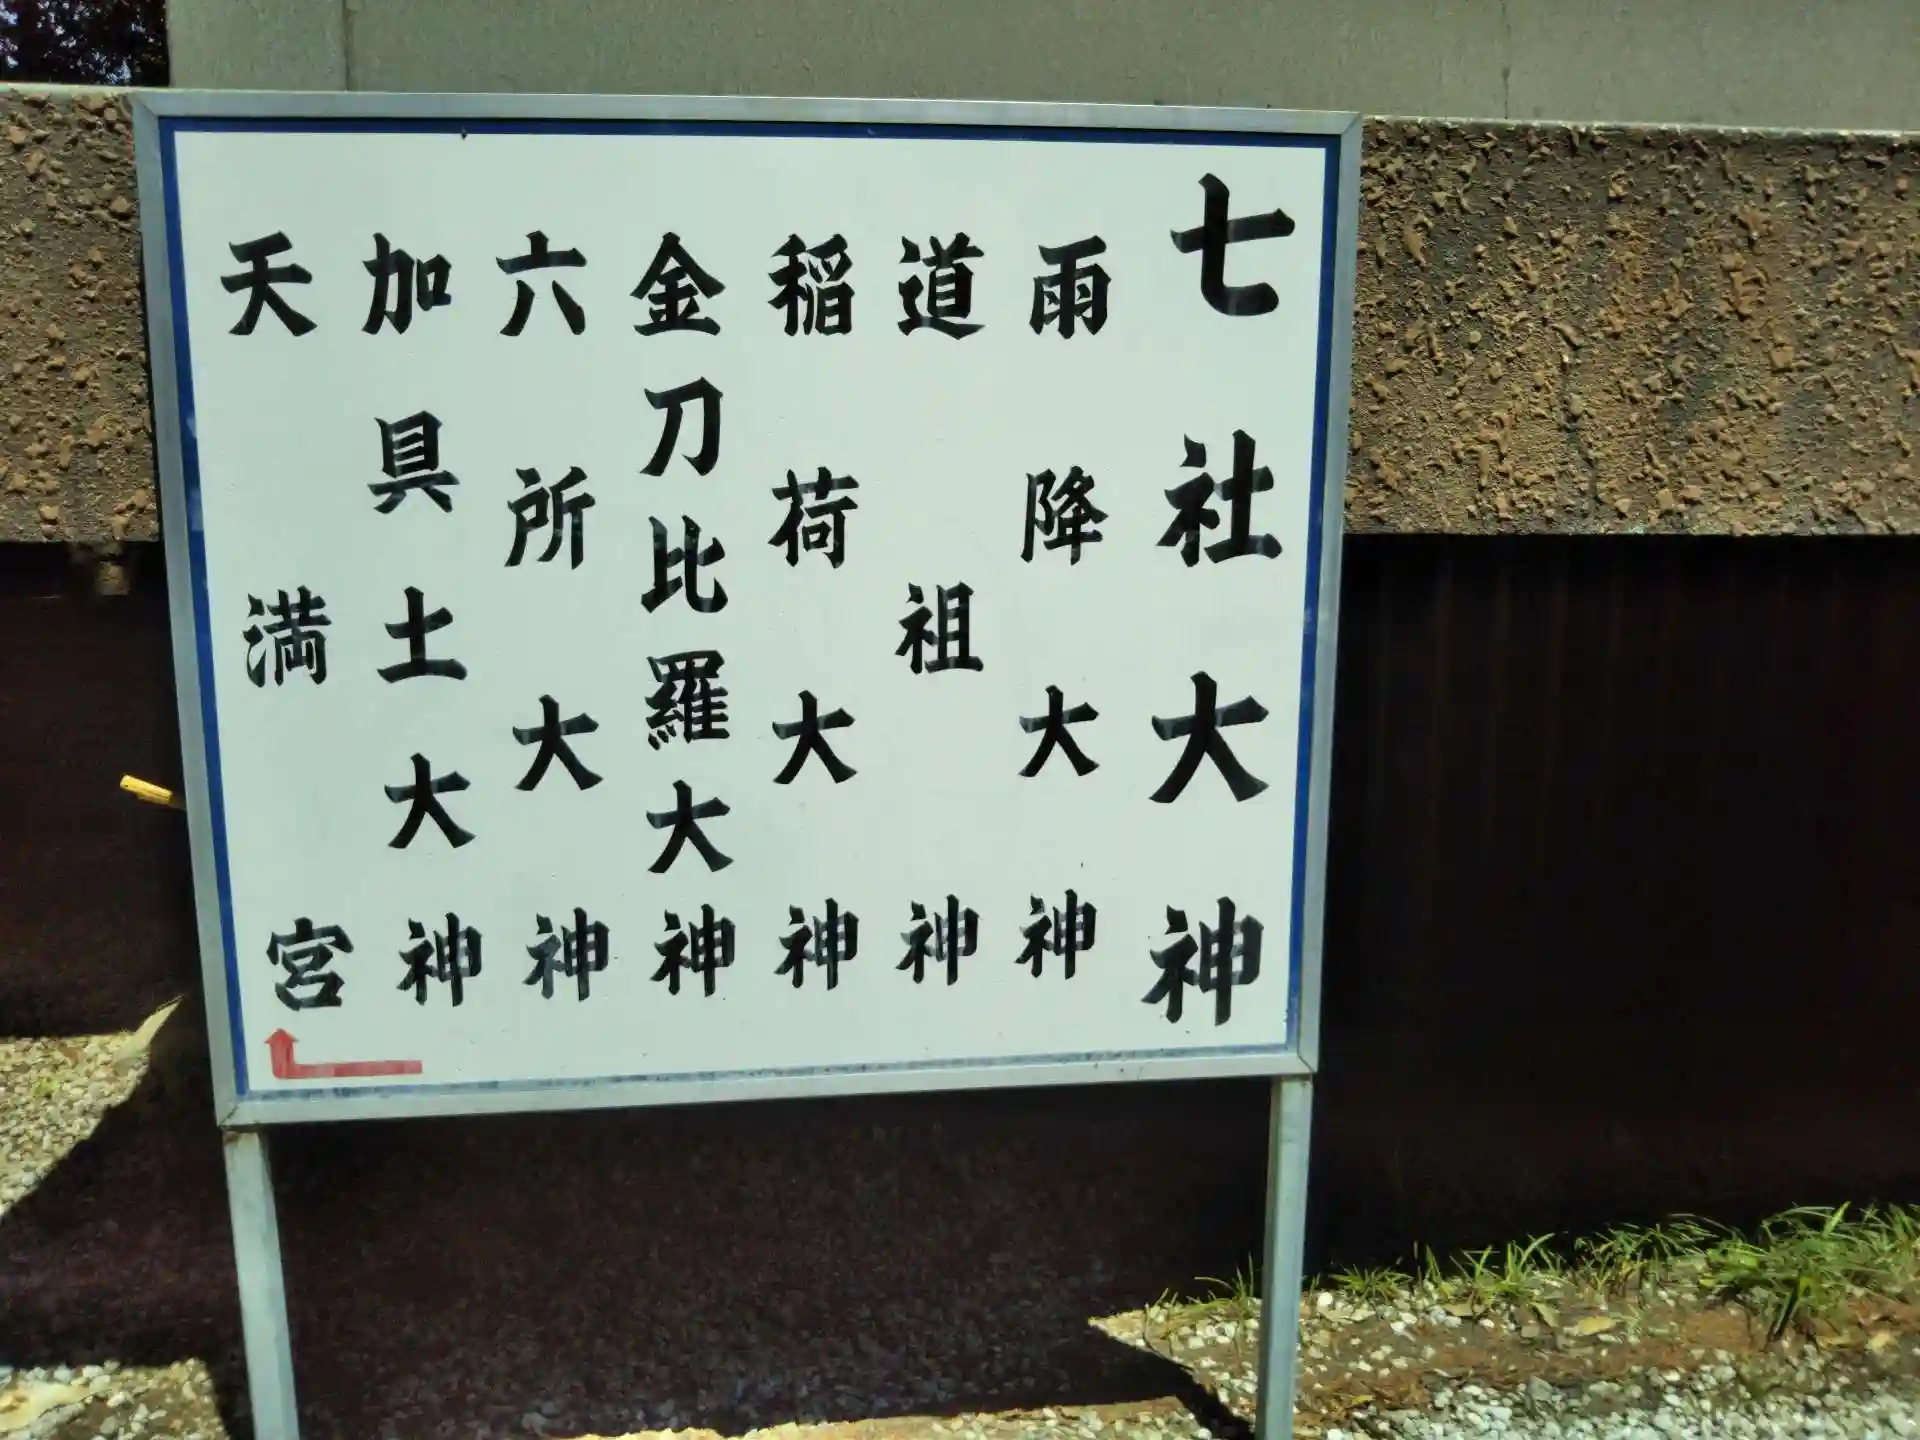 七社大神
雨降大神
道祖神
稲荷大神
金刀比羅大神
六所大神
加具土大神
天満宮